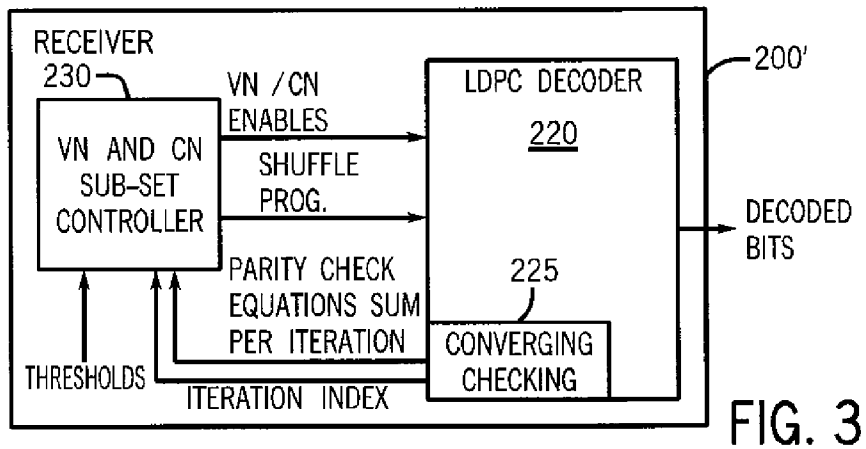 RECEIVER
230
VN AND CN
SUB-SET
CONTROLLER
VN / CN
ENABLES
SHUFFLE
PROG.
PARITY CHECK
EQUATIONS SUM
PER ITERATION
ITERATION INDEX
THRESHOLDS
LDPC DECODER
220
225
CONVERGING
CHECKING
200'
DECODED
BITS
FIG. 3